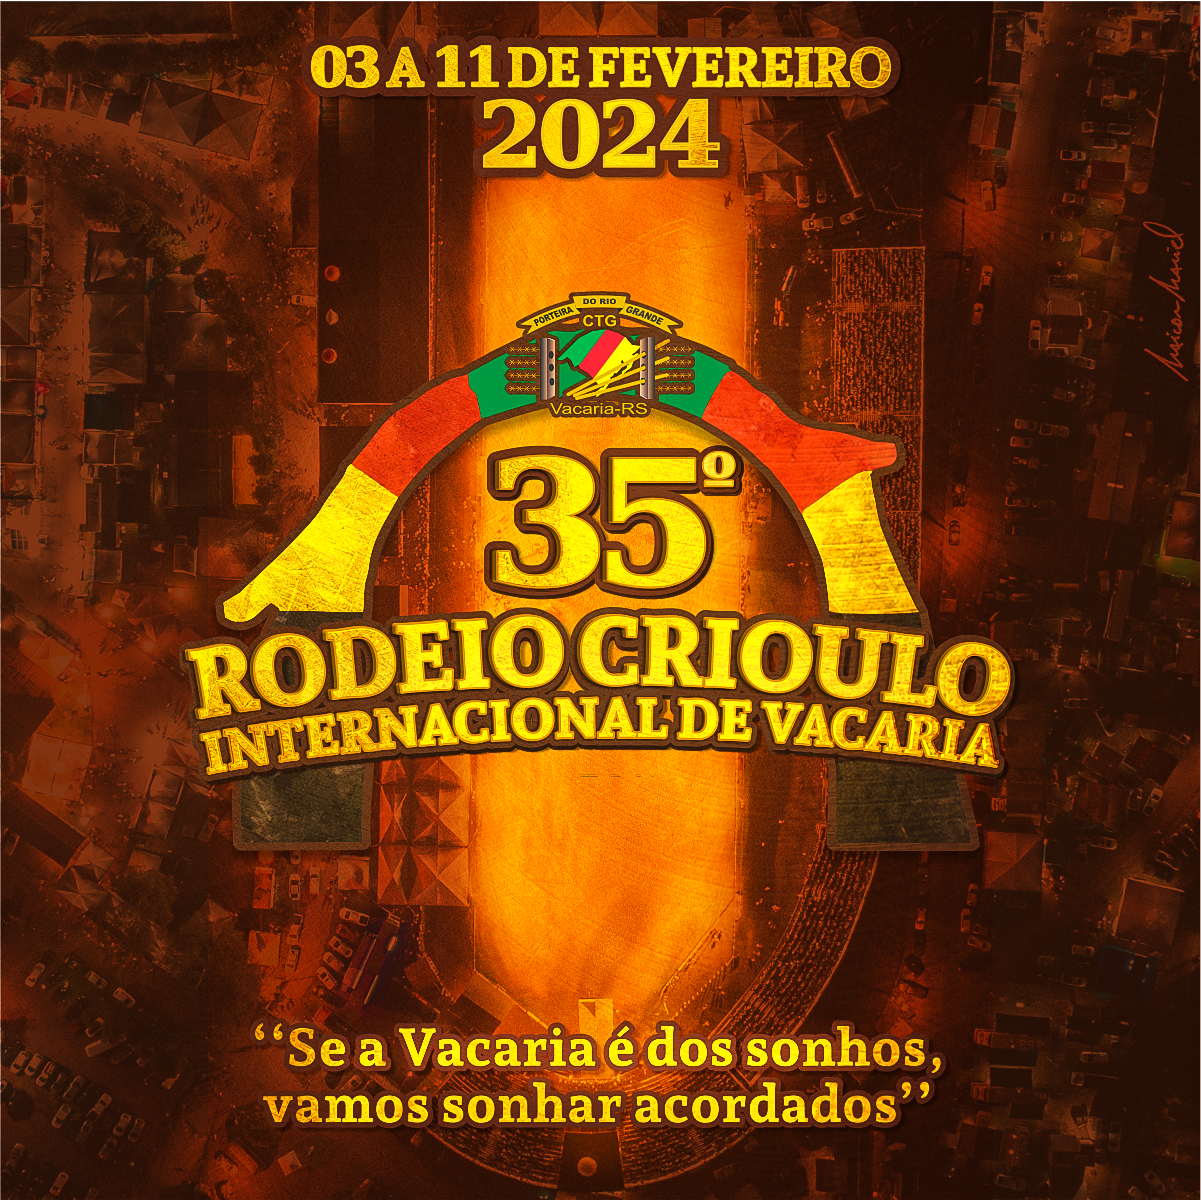 03 A 11 DE FEVEREIRO
2024
PORTEIRA DO RIO GRANDE
CTG
Vacaria-RS
35º
RODEIO CRIOULO
INTERNACIONAL DE VACARIA
‘‘Se a Vacaria é dos sonhos,
vamos sonhar acordados’’